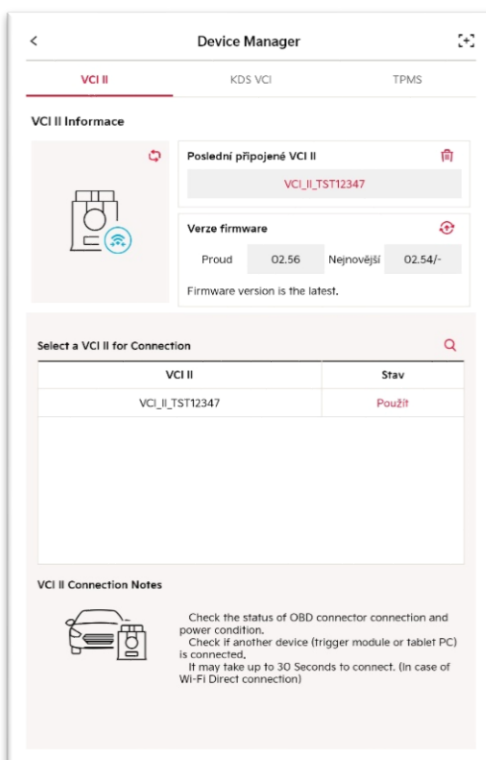 Device Manager
VCI II KDS VCI TPMS
VCI II Informace
Poslední připojené VCI II
VCI_II_TST12347
Verze firmware
Proud 02.56 Nejnovější 02.54/-
Firmware version is the latest.
Select a VCI II for Connection
VCI II Stav
VCI_II_TST12347 Použít
VCI II Connection Notes
Check the status of OBD connector connection and
power condition.
Check if another device (trigger module or tablet PC)
is connected.
It may take up to 30 Seconds to connect. (In case of
Wi-Fi Direct connection)